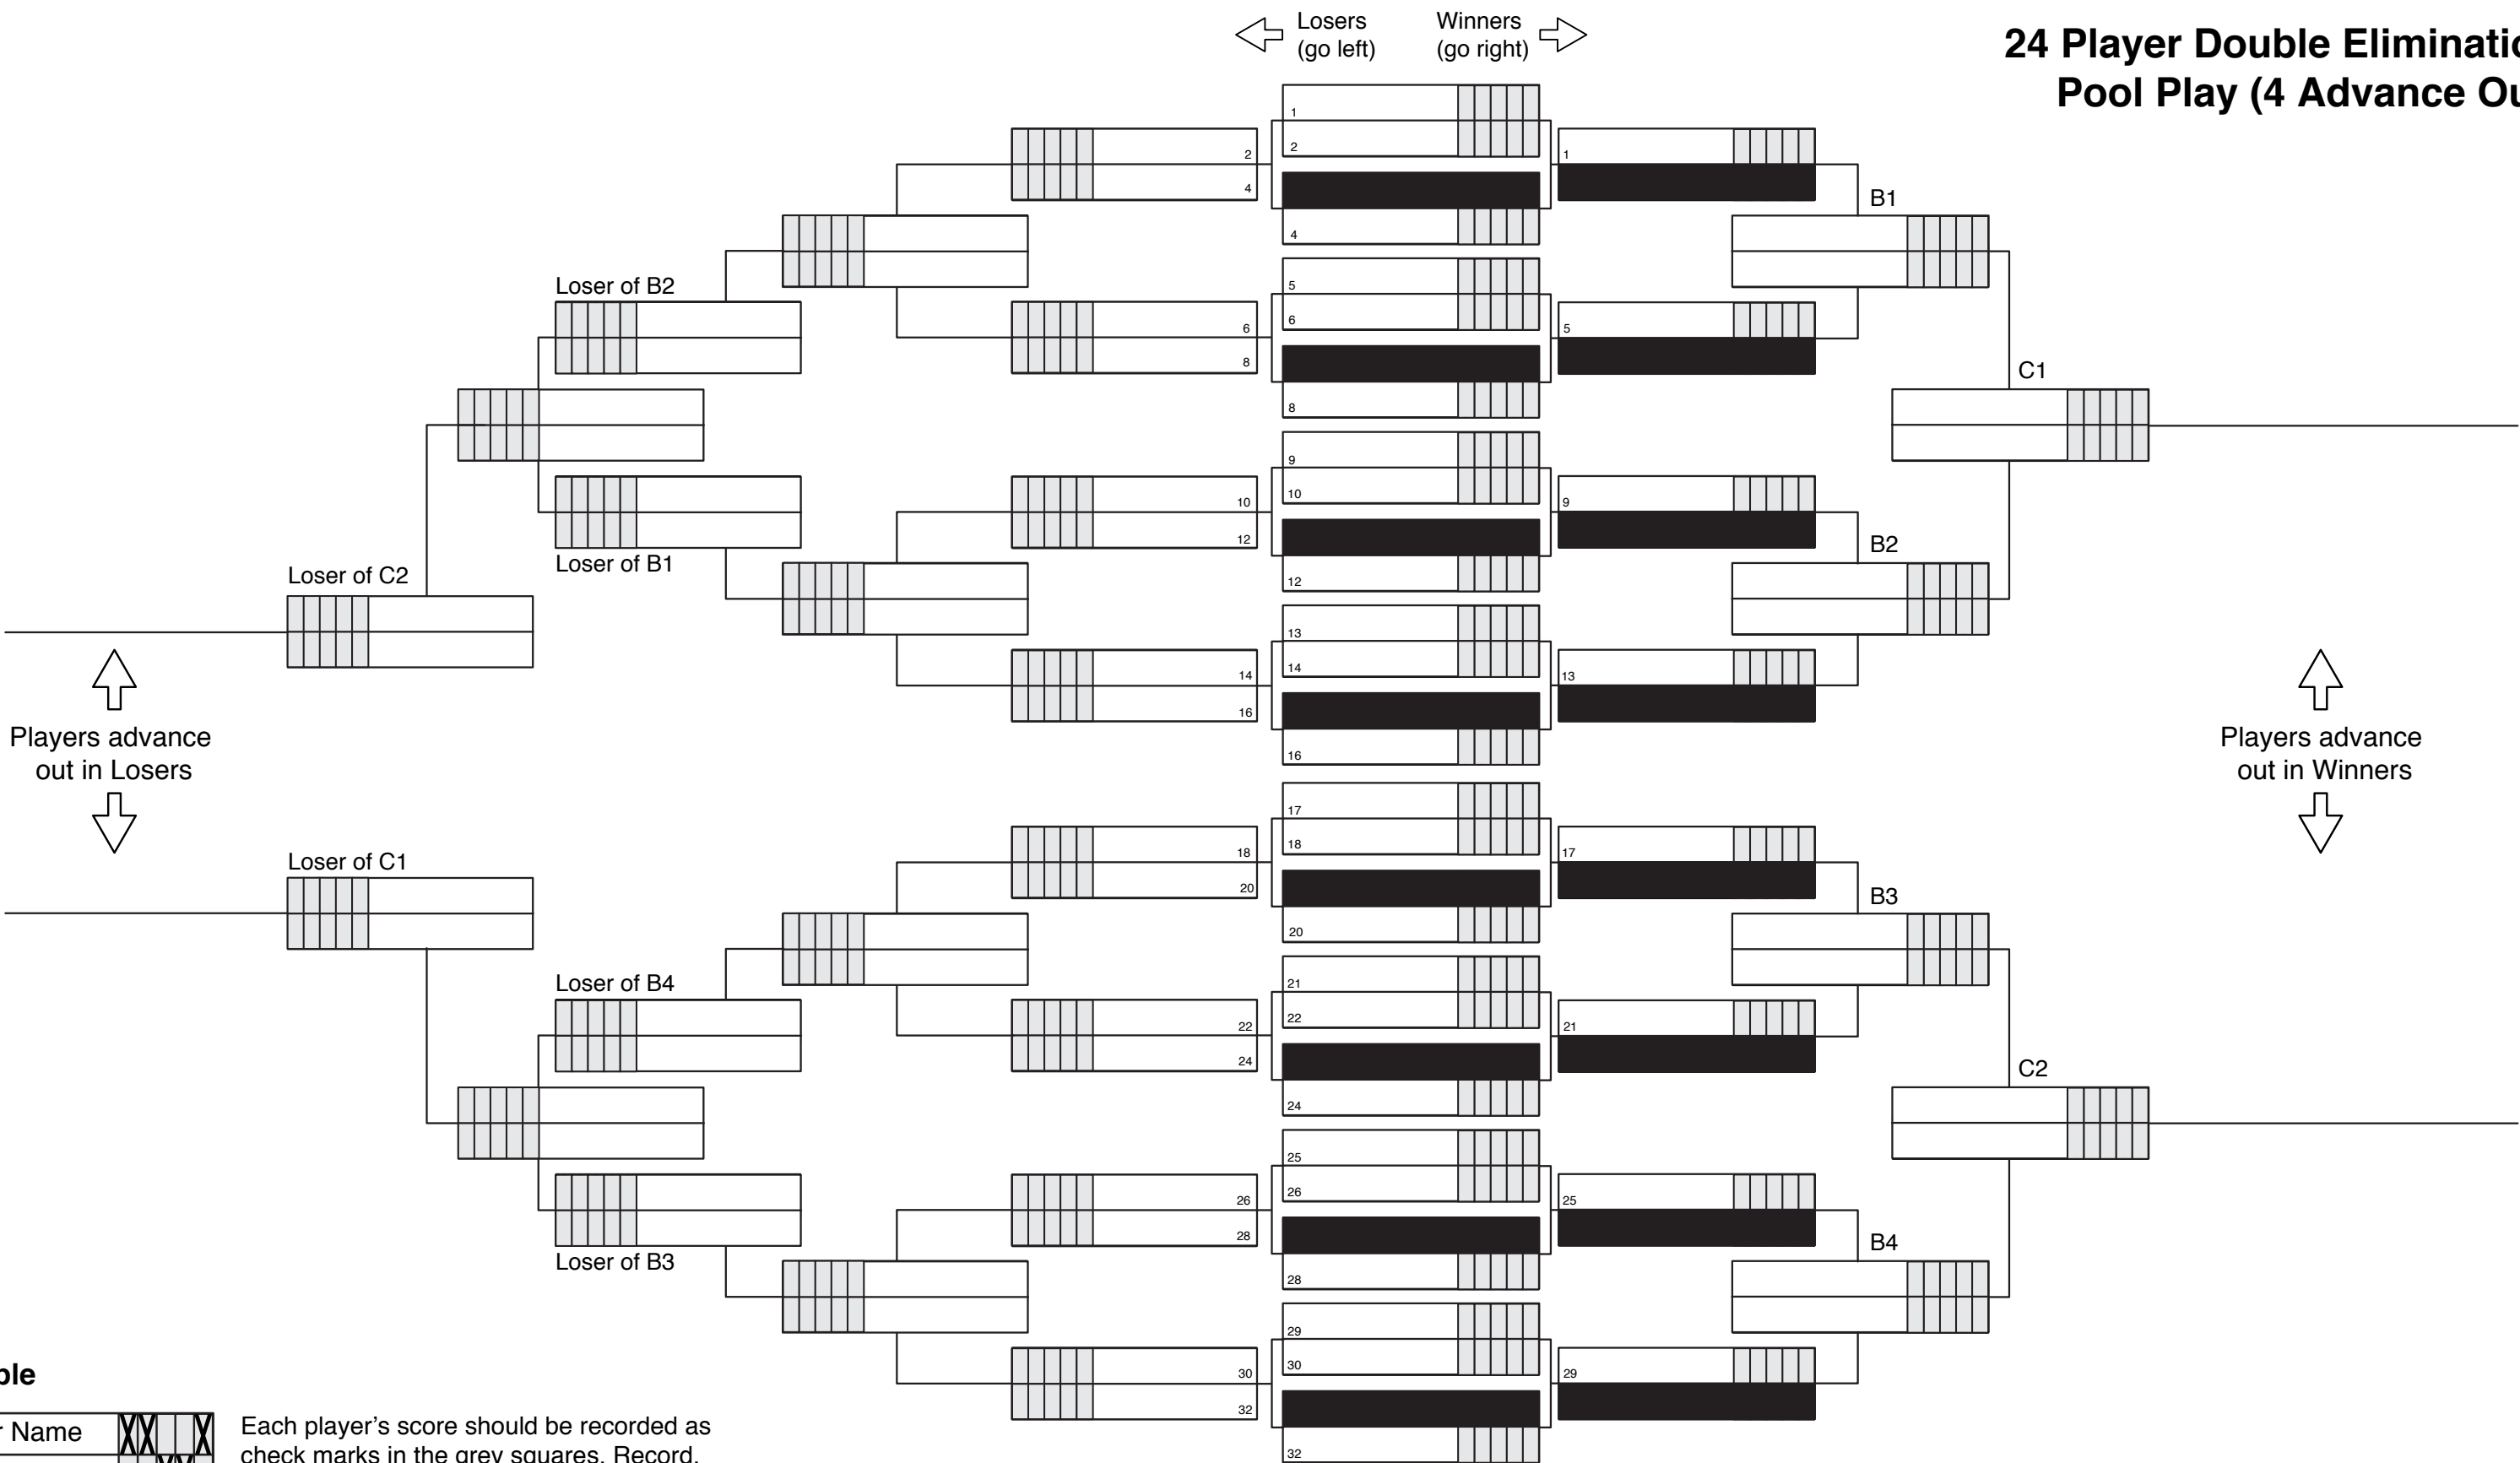 Losers
(go left)
Winners
(go right)
24 Player Double Eliminatio
Pool Play (4 Advance Ou
1
2
4
5
6
8
9
10
12
13
14
16
17
18
20
21
22
24
25
26
28
29
30
32
2
4
6
8
10
12
14
16
18
20
22
24
26
28
30
32
1
5
9
13
17
21
25
29
B1
B2
B3
B4
C1
C2
Loser of B2
Loser of B1
Loser of C2
Players advance
out in Losers
Loser of C1
Loser of B4
Loser of B3
Players advance
out in Winners
ple
r Name
Each player's score should be recorded as
check marks in the grey squares. Record,